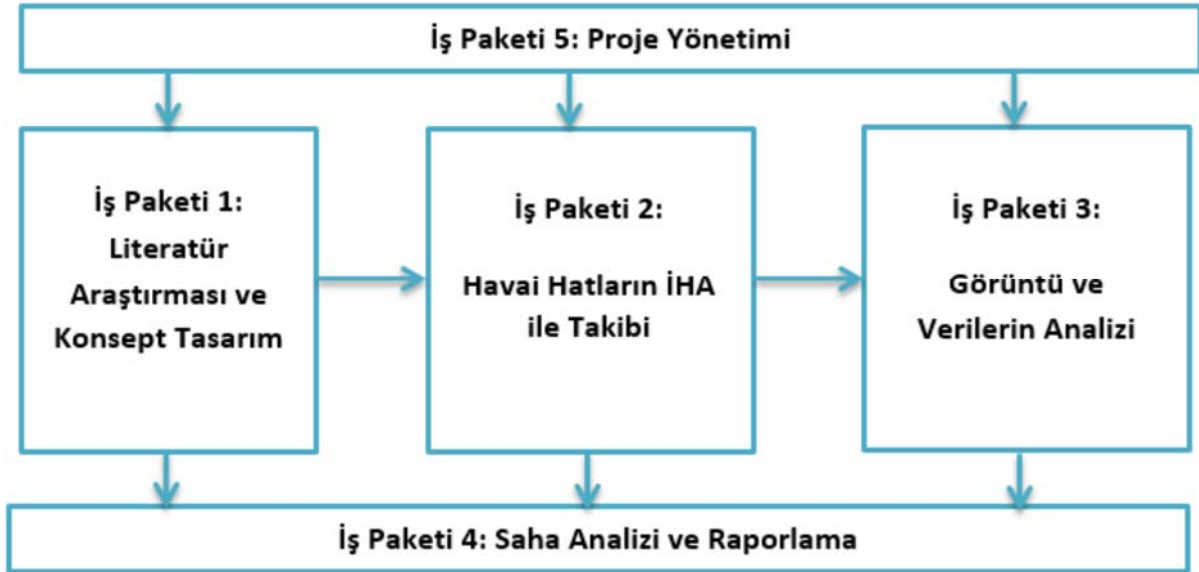 İş Paketi 5: Proje Yönetimi
İş Paketi 1:
Literatür
Araştırması ve
Konsept Tasarım
İş Paketi 2:
Havai Hatların İHA
ile Takibi
İş Paketi 3:
Görüntü ve
Verilerin Analizi
İş Paketi 4: Saha Analizi ve Raporlama